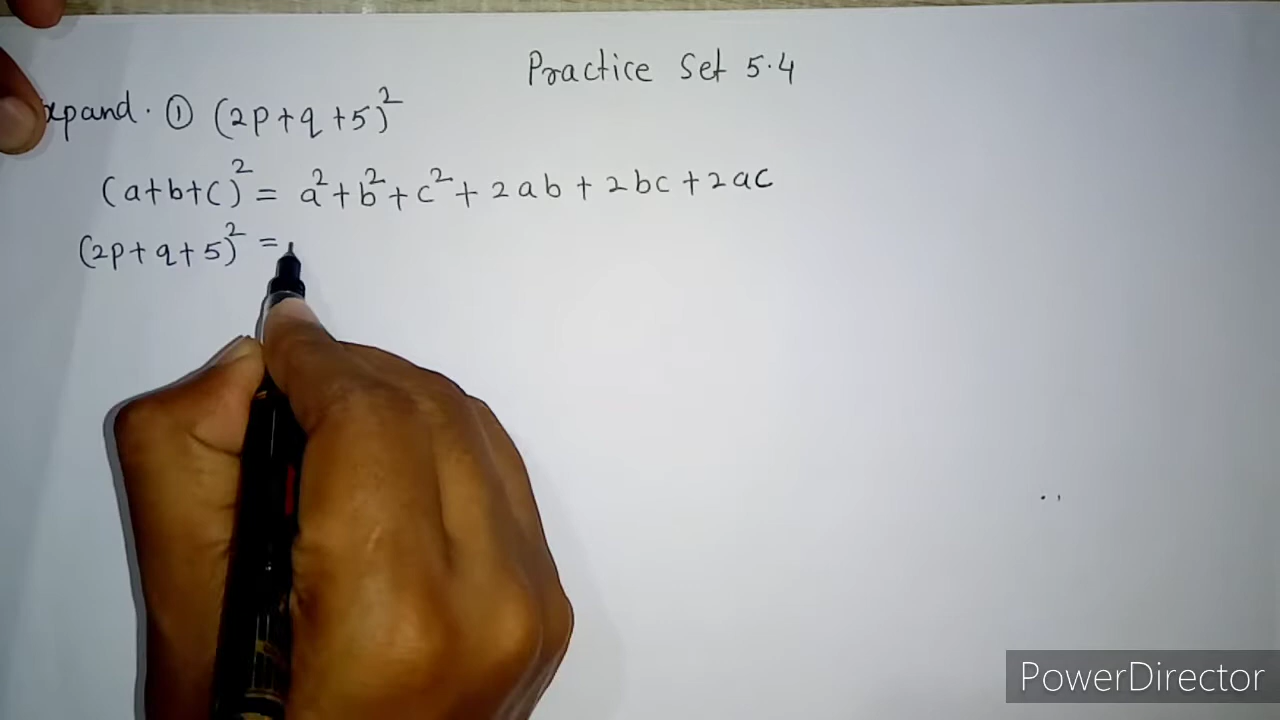 Practice Set 5.4
xpand. ① (2p+q+5)²
(a+b+c)² = a²+b²+c²+2ab+2bc+2ac
(2p+q+5)² =
PowerDirector